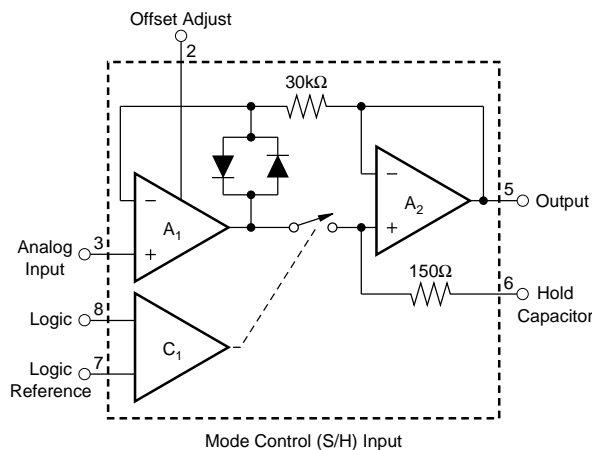 Offset Adjust
2
30kΩ
−
A1
+
−
A2
+
5
Output
Analog
Input
3
150Ω
6
Hold
Capacitor
Logic
8
C1
Logic
Reference
7
Mode Control (S/H) Input